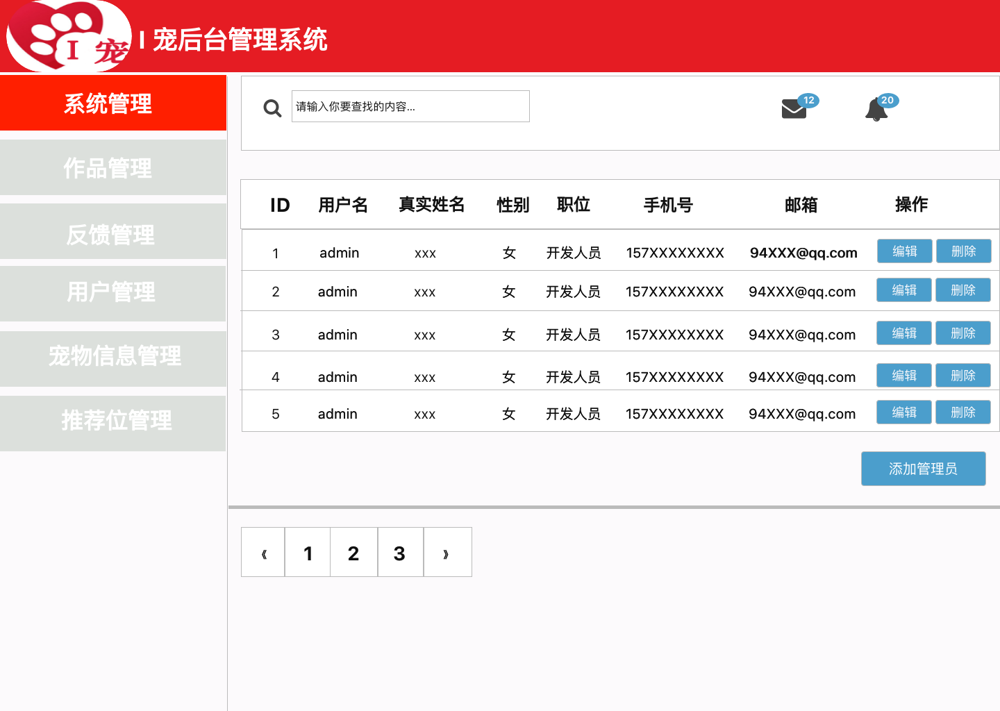 I 宠
I 宠后台管理系统
系统管理
作品管理
反馈管理
用户管理
宠物信息管理
推荐位管理
请输入你要查找的内容...
12
20
ID 用户名 真实姓名 性别 职位 手机号 邮箱 操作
1 admin xxx 女 开发人员 157XXXXXXXX 94XXX@qq.com 编辑 删除
2 admin xxx 女 开发人员 157XXXXXXXX 94XXX@qq.com 编辑 删除
3 admin xxx 女 开发人员 157XXXXXXXX 94XXX@qq.com 编辑 删除
4 admin xxx 女 开发人员 157XXXXXXXX 94XXX@qq.com 编辑 删除
5 admin xxx 女 开发人员 157XXXXXXXX 94XXX@qq.com 编辑 删除
添加管理员
《 1 2 3 》